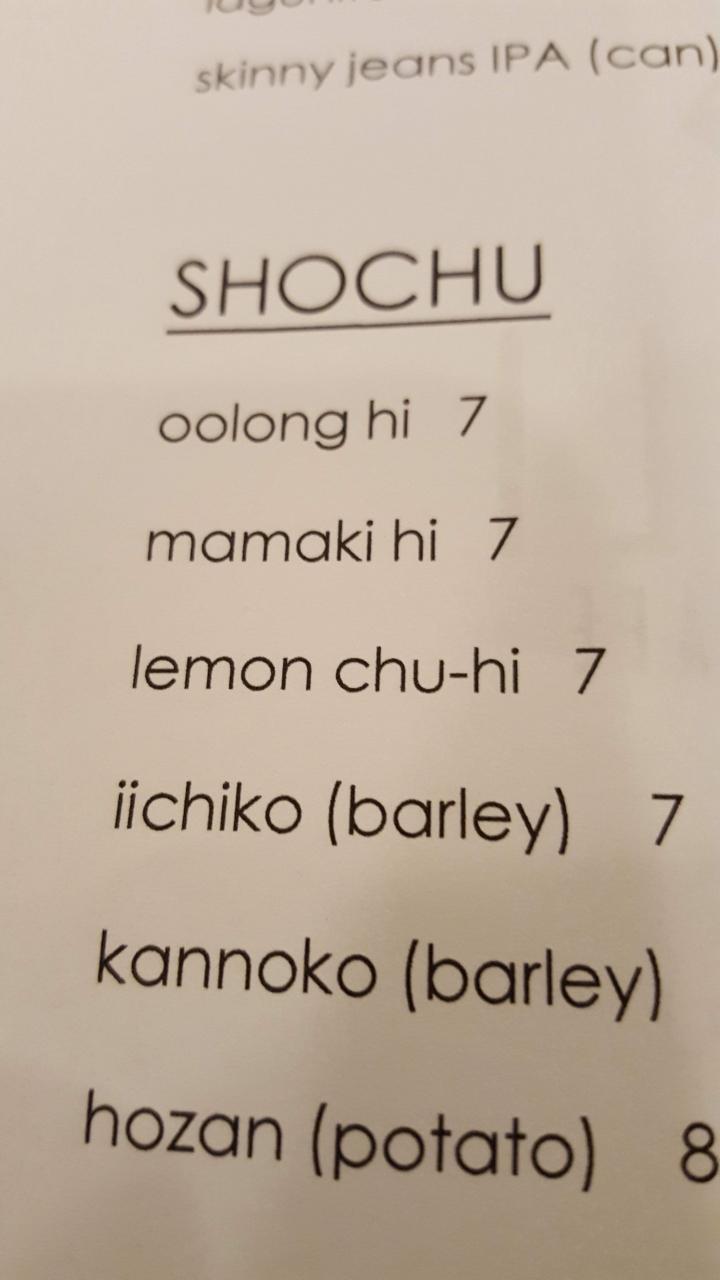 skinny jeans IPA (can)
SHOCHU
oolong hi 7
mamaki hi 7
lemon chu-hi 7
iichiko (barley) 7
kannoko (barley)
hozan (potato) 8